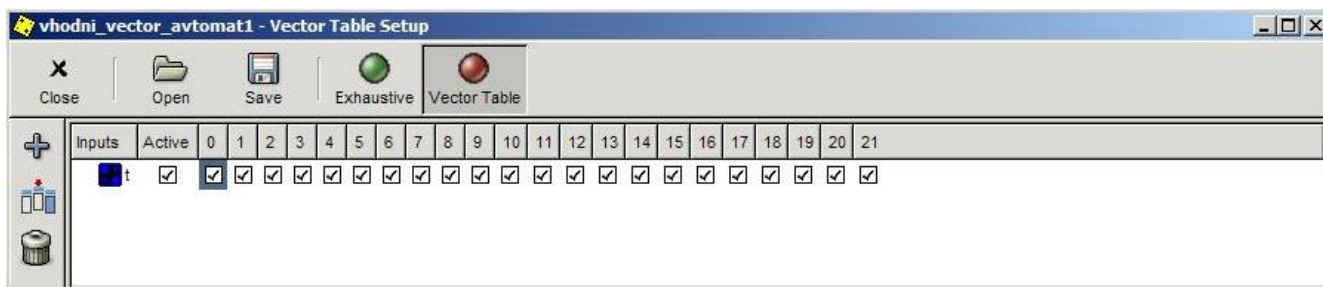 vhodni_vector_avtomat1 - Vector Table Setup
Close Open Save Exhaustive Vector Table
Inputs Active 0 1 2 3 4 5 6 7 8 9 10 11 12 13 14 15 16 17 18 19 20 21
t